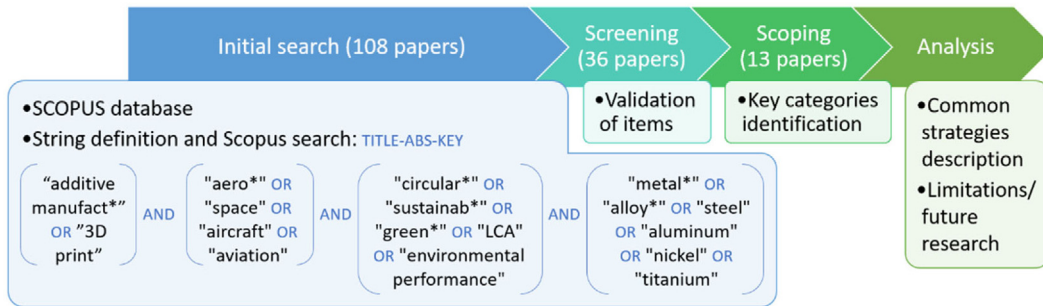 Initial search (108 papers)
Screening
(36 papers)
Scoping
(13 papers)
Analysis
•SCOPUS database
•String definition and Scopus search: TITLE-ABS-KEY
“additive
manufact*”
OR ”3D
print”
AND
"aero*" OR
"space" OR
"aircraft" OR
"aviation"
AND
"circular*" OR
"sustainab*" OR
"green*" OR "LCA"
OR "environmental
performance"
AND
"metal*" OR
"alloy*" OR "steel"
OR "aluminum"
OR "nickel" OR
"titanium"
•Validation
of items
•Key categories
identification
•Common
strategies
description
•Limitations/
future
research